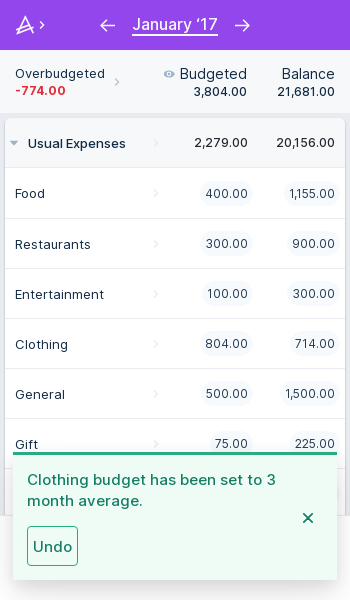 January ‘17
Overbudgeted Budgeted Balance
-774.00 3,804.00 21,681.00
Usual Expenses 2,279.00 20,156.00
Food 400.00 1,155.00
Restaurants 300.00 900.00
Entertainment 100.00 300.00
Clothing 804.00 714.00
General 500.00 1,500.00
Gift 75.00 225.00
Clothing budget has been set to 3
month average.
Undo